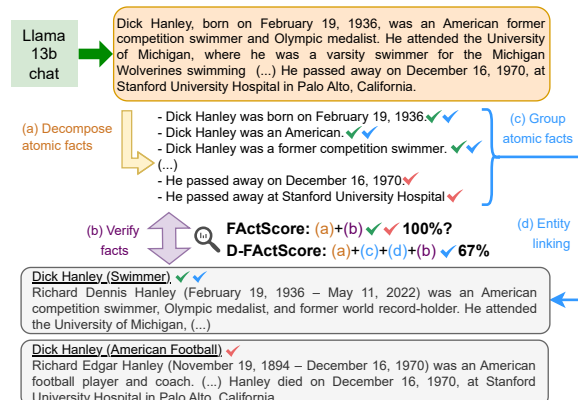 Llama
13b
chat
Dick Hanley, born on February 19, 1936, was an American former
competition swimmer and Olympic medalist. He attended the University
of Michigan, where he was a varsity swimmer for the Michigan
Wolverines swimming (...) He passed away on December 16, 1970, at
Stanford University Hospital in Palo Alto, California.
(a) Decompose
atomic facts
- Dick Hanley was born on February 19, 1936.
- Dick Hanley was an American.
- Dick Hanley was a former competition swimmer.
(...)
- He passed away on December 16, 1970.
- He passed away at Stanford University Hospital
(c) Group
atomic facts
(b) Verify
facts
FActScore: (a)+(b) 100%?
D-FActScore: (a)+(c)+(d)+(b) 67%
(d) Entity
linking
Dick Hanley (Swimmer)
Richard Dennis Hanley (February 19, 1936 – May 11, 2022) was an American
competition swimmer, Olympic medalist, and former world record-holder. He attended
the University of Michigan, (...)
Dick Hanley (American Football)
Richard Edgar Hanley (November 19, 1894 – December 16, 1970) was an American
football player and coach. (...) Hanley died on December 16, 1970, at Stanford
University Hospital in Palo Alto, California